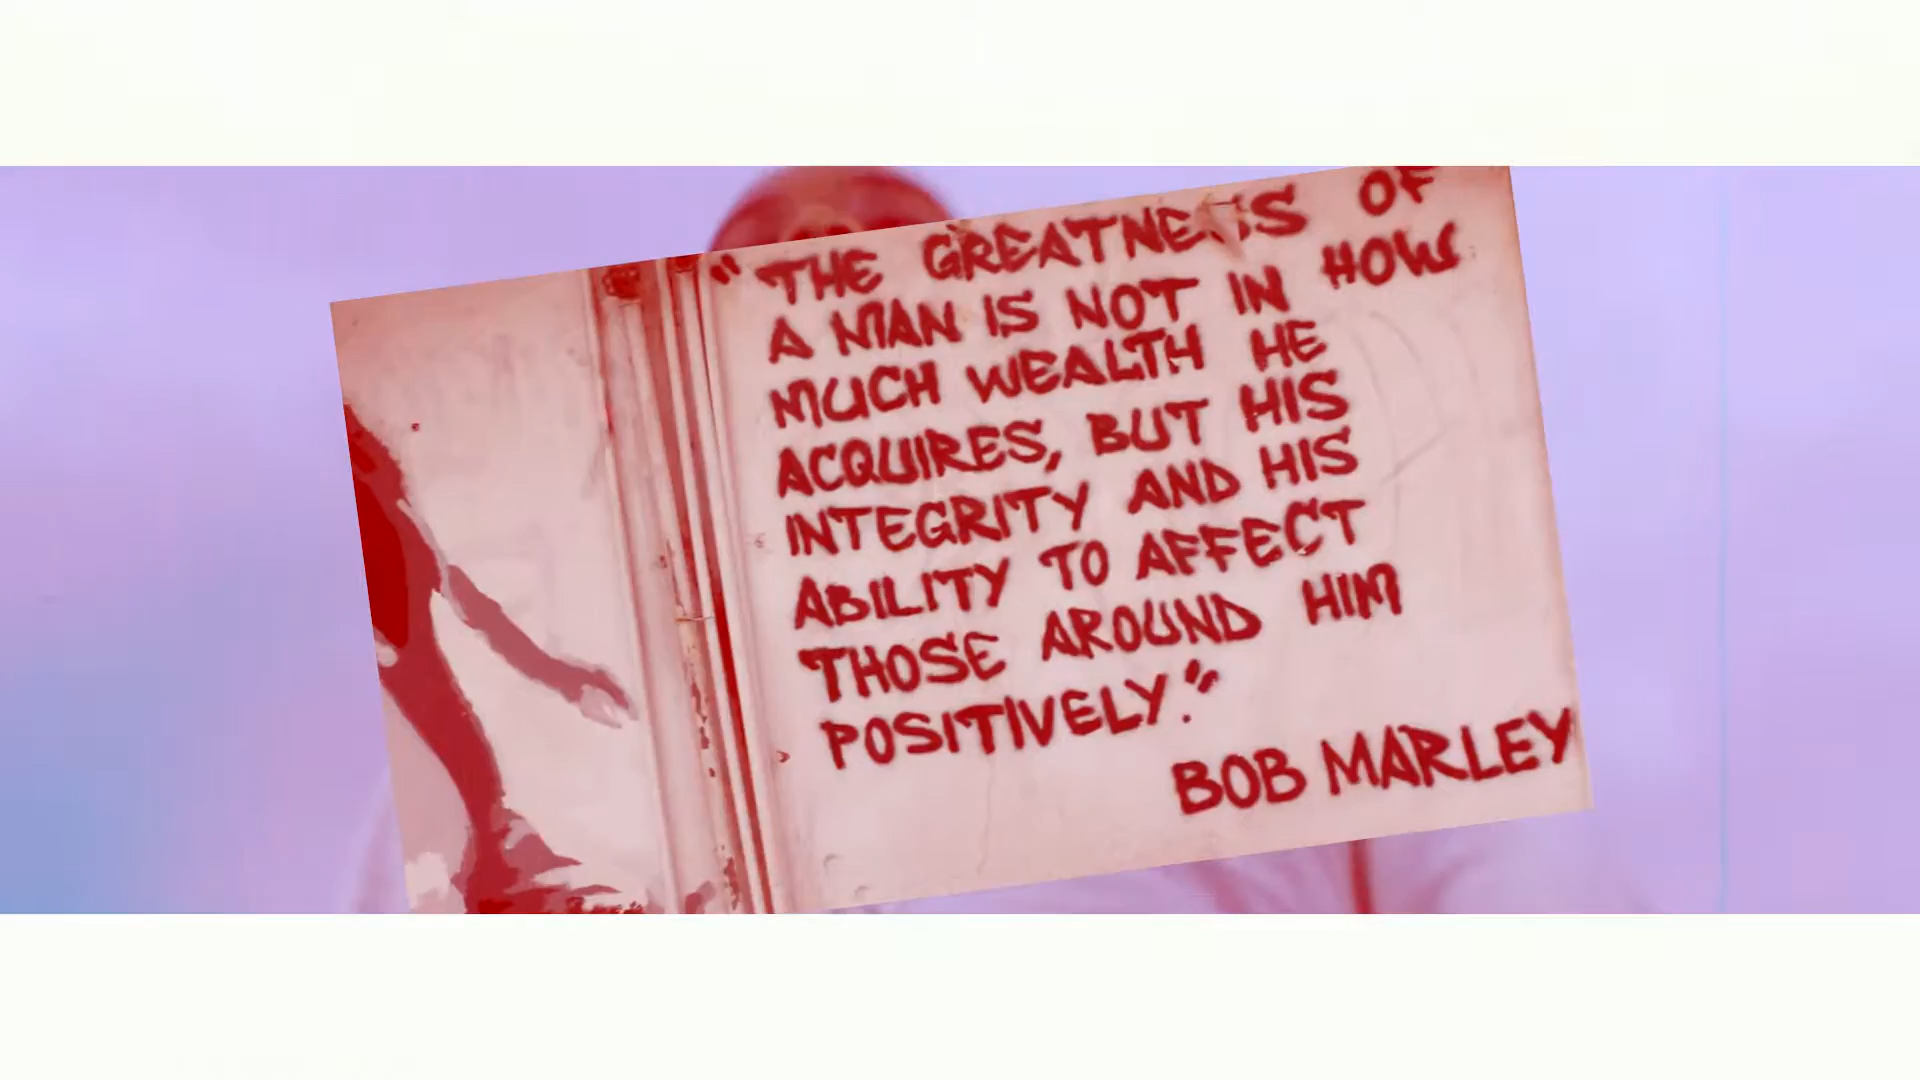 "THE GREATNESS OF
A MAN IS NOT IN HOW
MUCH WEALTH HE
ACQUIRES, BUT HIS
INTEGRITY AND HIS
ABILITY TO AFFECT
THOSE AROUND HIM
POSITIVELY."
BOB MARLEY